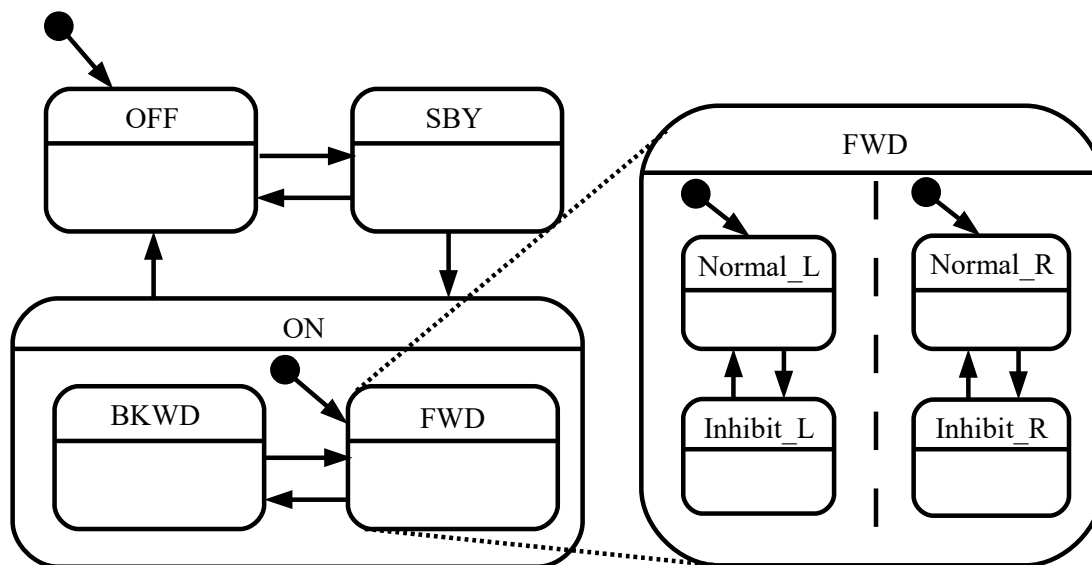 OFF
SBY
ON
BKWD
FWD
FWD
Normal_L
Normal_R
Inhibit_L
Inhibit_R